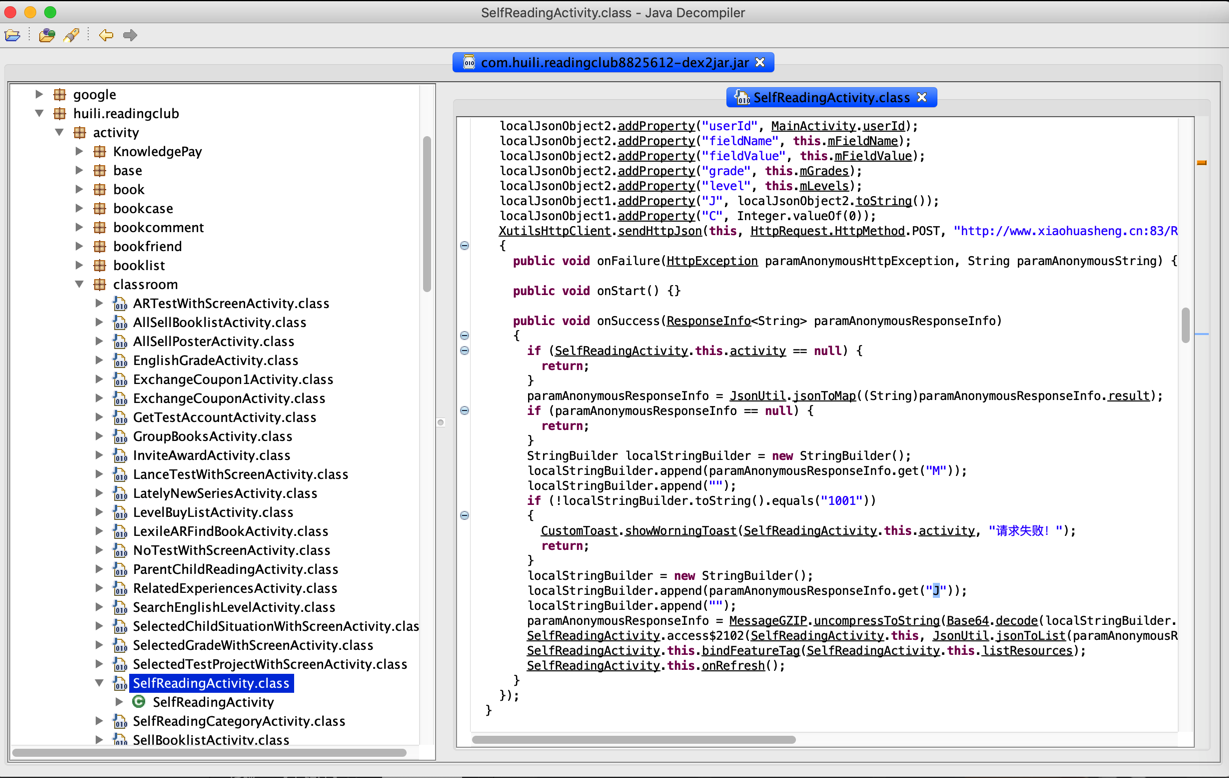 SelfReadingActivity.class - Java Decompiler
com.huili.readingclub8825612-dex2jar.jar
google
huili.readingclub
activity
KnowledgePay
base
book
bookcase
bookcomment
bookfriend
booklist
classroom
ARTestWithScreenActivity.class
AllSellBooklistActivity.class
AllSellPosterActivity.class
EnglishGradeActivity.class
ExchangeCoupon1Activity.class
ExchangeCouponActivity.class
GetTestAccountActivity.class
GroupBooksActivity.class
InviteAwardActivity.class
LanceTestWithScreenActivity.class
LatelyNewSeriesActivity.class
LevelBuyListActivity.class
LexileARFindBookActivity.class
NoTestWithScreenActivity.class
ParentChildReadingActivity.class
RelatedExperiencesActivity.class
SearchEnglishLevelActivity.class
SelectedChildSituationWithScreenActivity.clas
SelectedGradeWithScreenActivity.class
SelectedTestProjectWithScreenActivity.class
SelfReadingActivity.class
SelfReadingActivity
SelfReadingCategoryActivity.class
SellBooklistActivity.class
SelfReadingActivity.class
localJsonObject2.addProperty("userId", MainActivity.userId);
localJsonObject2.addProperty("fieldName", this.mFieldName);
localJsonObject2.addProperty("fieldValue", this.mFieldValue);
localJsonObject2.addProperty("grade", this.mGrades);
localJsonObject2.addProperty("level", this.mLevels);
localJsonObject1.addProperty("J", localJsonObject2.toString());
localJsonObject1.addProperty("C", Integer.valueOf(0));
XutilsHttpClient.sendHttpJson(this, HttpRequest.HttpMethod.POST, "http://www.xiaohuasheng.cn:83/R
{
public void onFailure(HttpException paramAnonymousHttpException, String paramAnonymousString) {
public void onStart() {}
public void onSuccess(ResponseInfo<String> paramAnonymousResponseInfo)
{
if (SelfReadingActivity.this.activity == null) {
return;
}
paramAnonymousResponseInfo = JsonUtil.jsonToMap((String)paramAnonymousResponseInfo.result);
if (paramAnonymousResponseInfo == null) {
return;
}
StringBuilder localStringBuilder = new StringBuilder();
localStringBuilder.append(paramAnonymousResponseInfo.get("M"));
localStringBuilder.append("");
if (!localStringBuilder.toString().equals("1001"))
{
CustomToast.showWorningToast(SelfReadingActivity.this.activity, "请求失败！");
return;
}
localStringBuilder = new StringBuilder();
localStringBuilder.append(paramAnonymousResponseInfo.get("J"));
localStringBuilder.append("");
paramAnonymousResponseInfo = MessageGZIP.uncompressToString(Base64.decode(localStringBuilder.
SelfReadingActivity.access$2102(SelfReadingActivity.this, JsonUtil.jsonToList(paramAnonymousR
SelfReadingActivity.this.bindFeatureTag(SelfReadingActivity.this.listResources);
SelfReadingActivity.this.onRefresh();
}
});
}